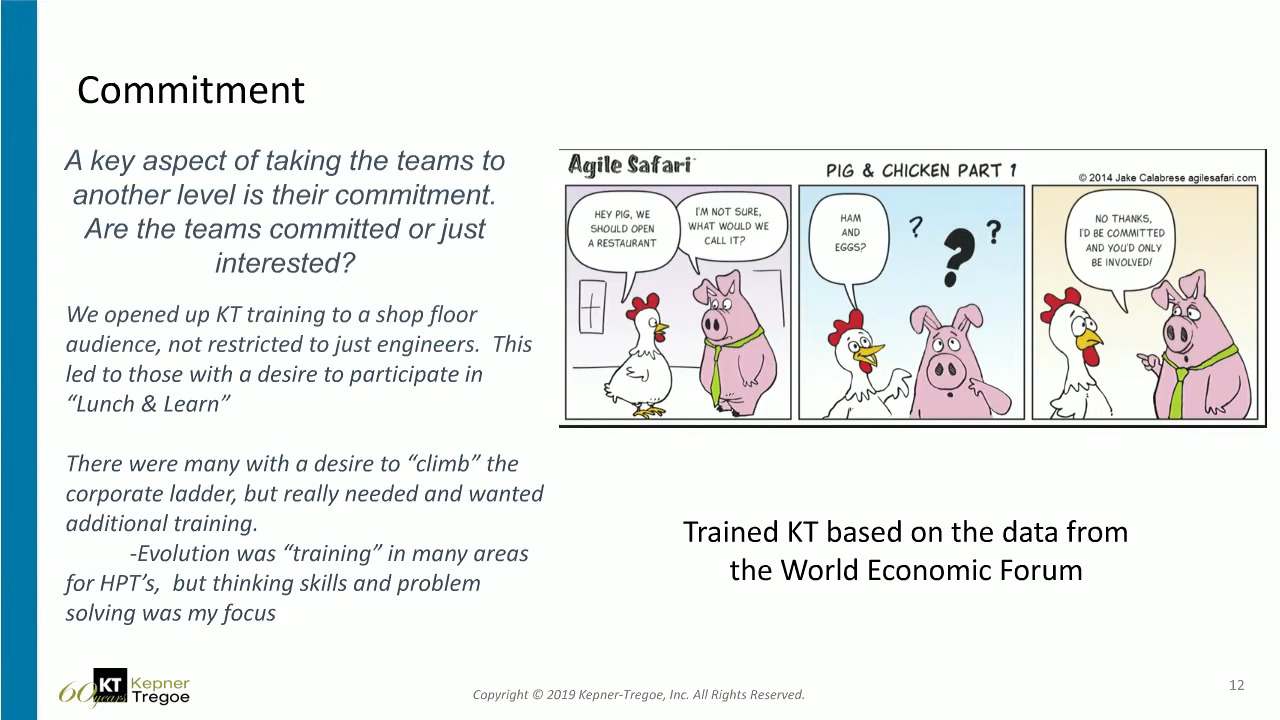 Commitment
A key aspect of taking the teams to
another level is their commitment.
Are the teams committed or just
interested?
We opened up KT training to a shop floor
audience, not restricted to just engineers.  This
led to those with a desire to participate in
“Lunch & Learn”
There were many with a desire to “climb” the
corporate ladder, but really needed and wanted
additional training.
-Evolution was “training” in many areas
for HPT’s,  but thinking skills and problem
solving was my focus
Agile Safari™
PIG & CHICKEN PART 1
© 2014 Jake Calabrese agilesafari.com
HEY PIG, WE
SHOULD OPEN
A RESTAURANT
I'M NOT SURE,
WHAT WOULD WE
CALL IT?
HAM
AND
EGGS?
? ? ?
NO THANKS,
I'D BE COMMITTED
AND YOU'D ONLY
BE INVOLVED!
Trained KT based on the data from
the World Economic Forum
60 years
KT
Kepner
Tregoe
Copyright © 2019 Kepner-Tregoe, Inc. All Rights Reserved.
12